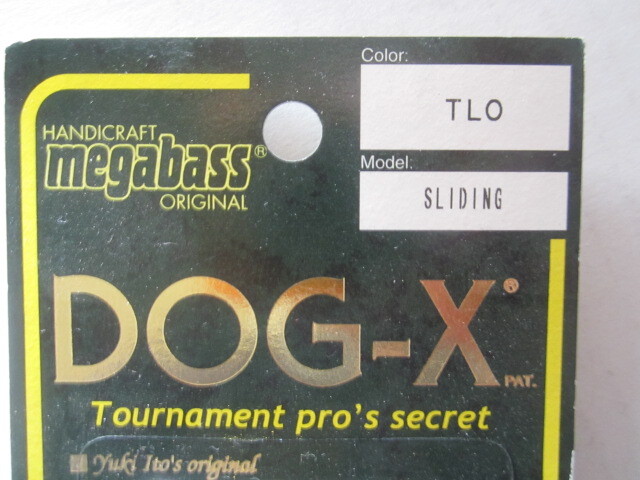 Color:
TLO
HANDICRAFT
megabass®
ORIGINAL
Model:
SLIDING
DOG-X®
PAT.
Tournament pro's secret
Yuki Ito's original